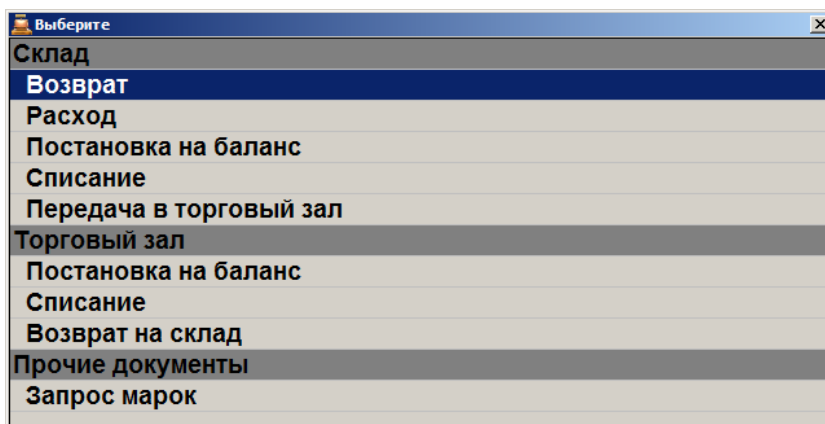 Выберите
Склад
Возврат
Расход
Постановка на баланс
Списание
Передача в торговый зал
Торговый зал
Постановка на баланс
Списание
Возврат на склад
Прочие документы
Запрос марок